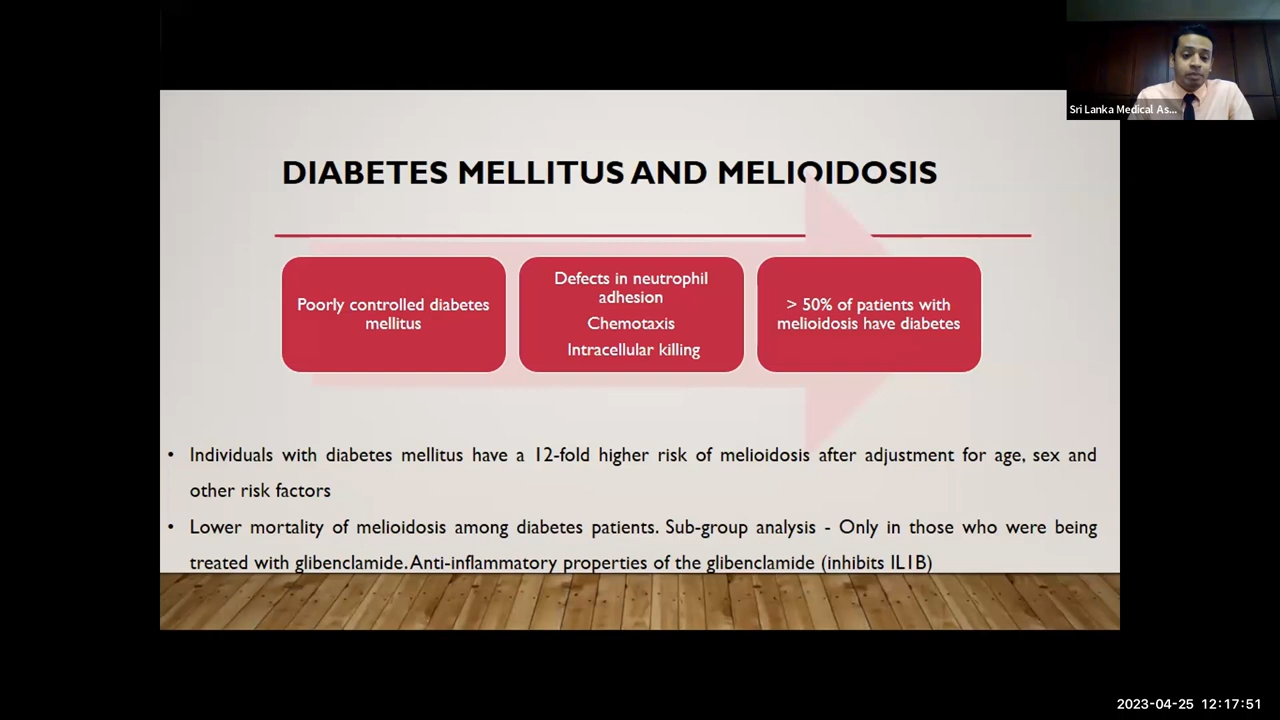 Sri Lanka Medical As...
DIABETES MELLITUS AND MELIOIDOSIS
Poorly controlled diabetes
mellitus
Defects in neutrophil
adhesion
Chemotaxis
Intracellular killing
> 50% of patients with
melioidosis have diabetes
• Individuals with diabetes mellitus have a 12-fold higher risk of melioidosis after adjustment for age, sex and
other risk factors
• Lower mortality of melioidosis among diabetes patients. Sub-group analysis - Only in those who were being
treated with glibenclamide. Anti-inflammatory properties of the glibenclamide (inhibits IL1B)
2023-04-25 12:17:51